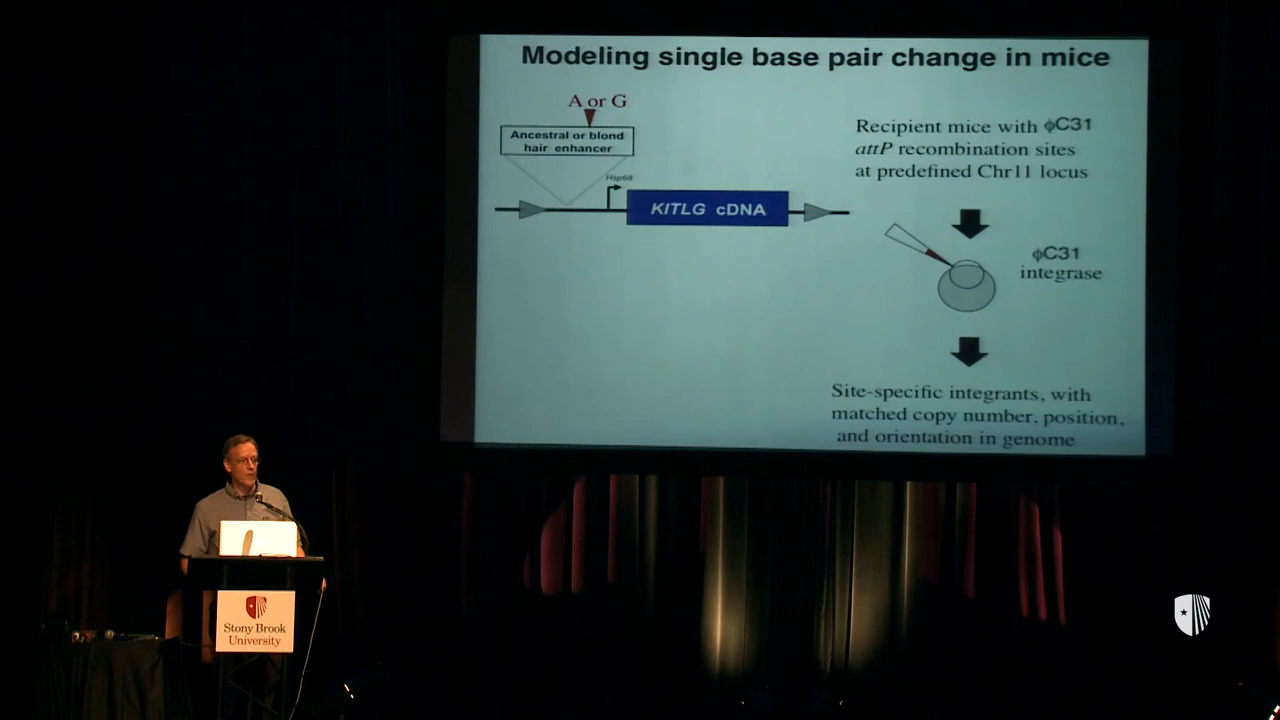 Modeling single base pair change in mice
A or G
Ancestral or blond
hair enhancer
Hsp68
KITLG cDNA
Recipient mice with ϕC31
attP recombination sites
at predefined Chr11 locus
ϕC31
integrase
Site-specific integrants, with
matched copy number, position,
and orientation in genome
Stony Brook
University